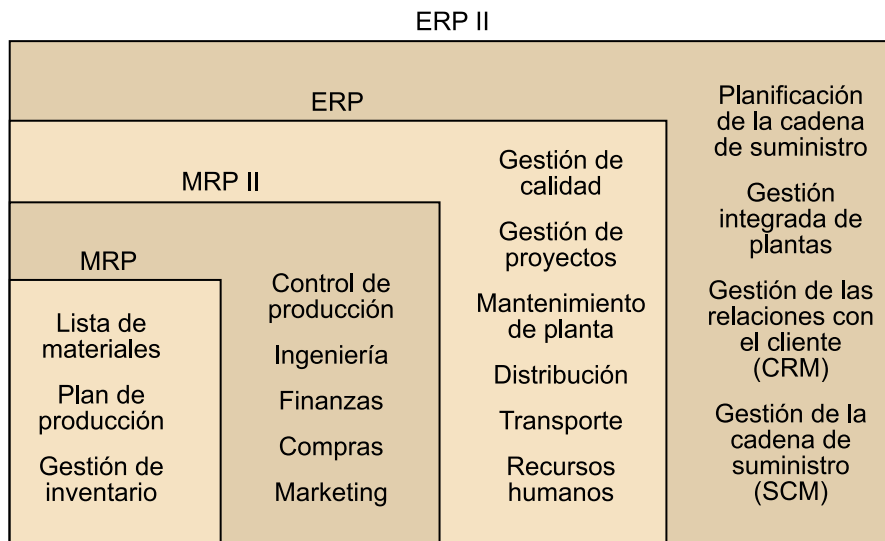 ERP II
ERP
MRP II
MRP
Lista de
materiales
Plan de
producción
Gestión de
inventario
Control de
producción
Ingeniería
Finanzas
Compras
Marketing
Gestión de
calidad
Gestión de
proyectos
Mantenimiento
de planta
Distribución
Transporte
Recursos
humanos
Planificación
de la cadena
de suministro
Gestión
integrada de
plantas
Gestión de las
relaciones con
el cliente
(CRM)
Gestión de la
cadena de
suministro
(SCM)